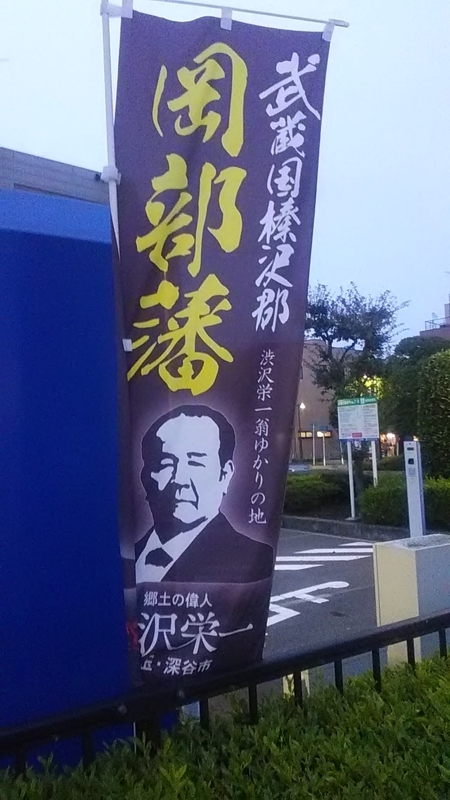 武蔵国榛沢郡
岡部藩
渋沢栄一翁ゆかりの地
郷土の偉人
沢栄一
玉・深谷市